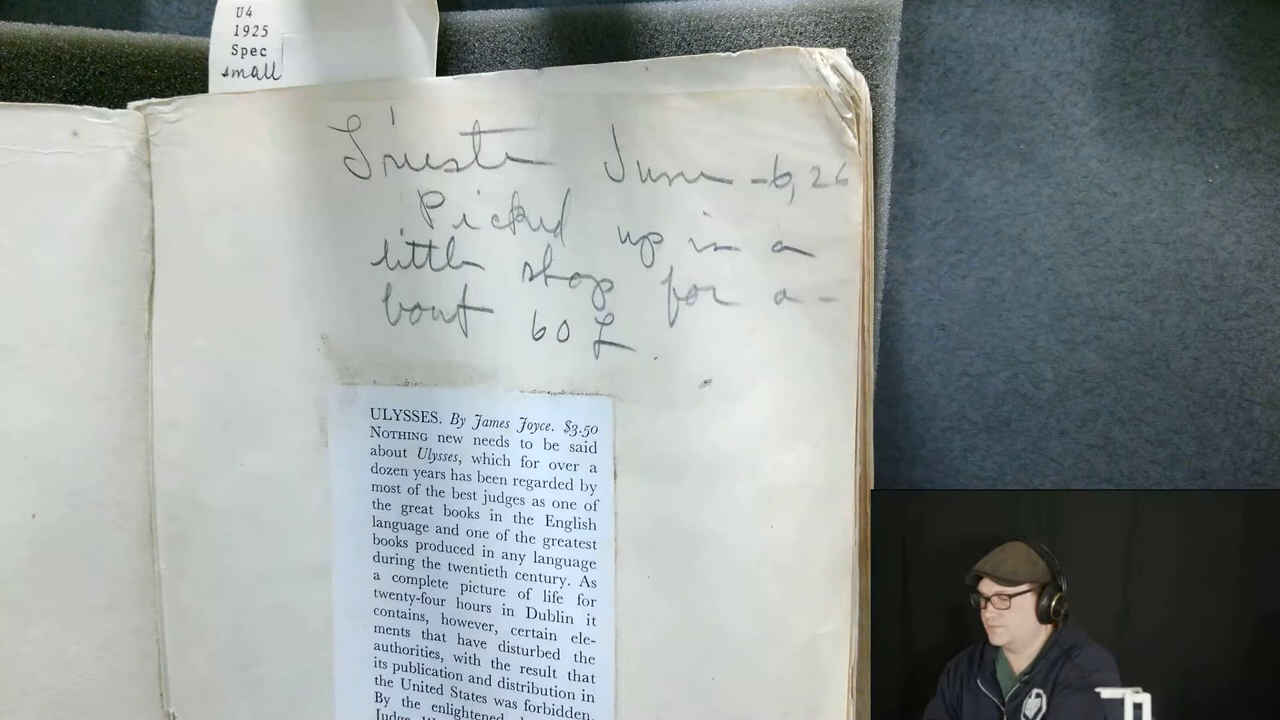 U4
1925
Spec
small
Trieste June -6, 26
Picked up in a
little shop for a-
bout 60 £.
ULYSSES. By James Joyce. $3.50
NOTHING new needs to be said
about Ulysses, which for over a
dozen years has been regarded by
most of the best judges as one of
the great books in the English
language and one of the greatest
books produced in any language
during the twentieth century. As
a complete picture of life for
twenty-four hours in Dublin it
contains, however, certain ele-
ments that have disturbed the
authorities, with the result that
its publication and distribution in
the United States was forbidden.
By the enlightened
Judge